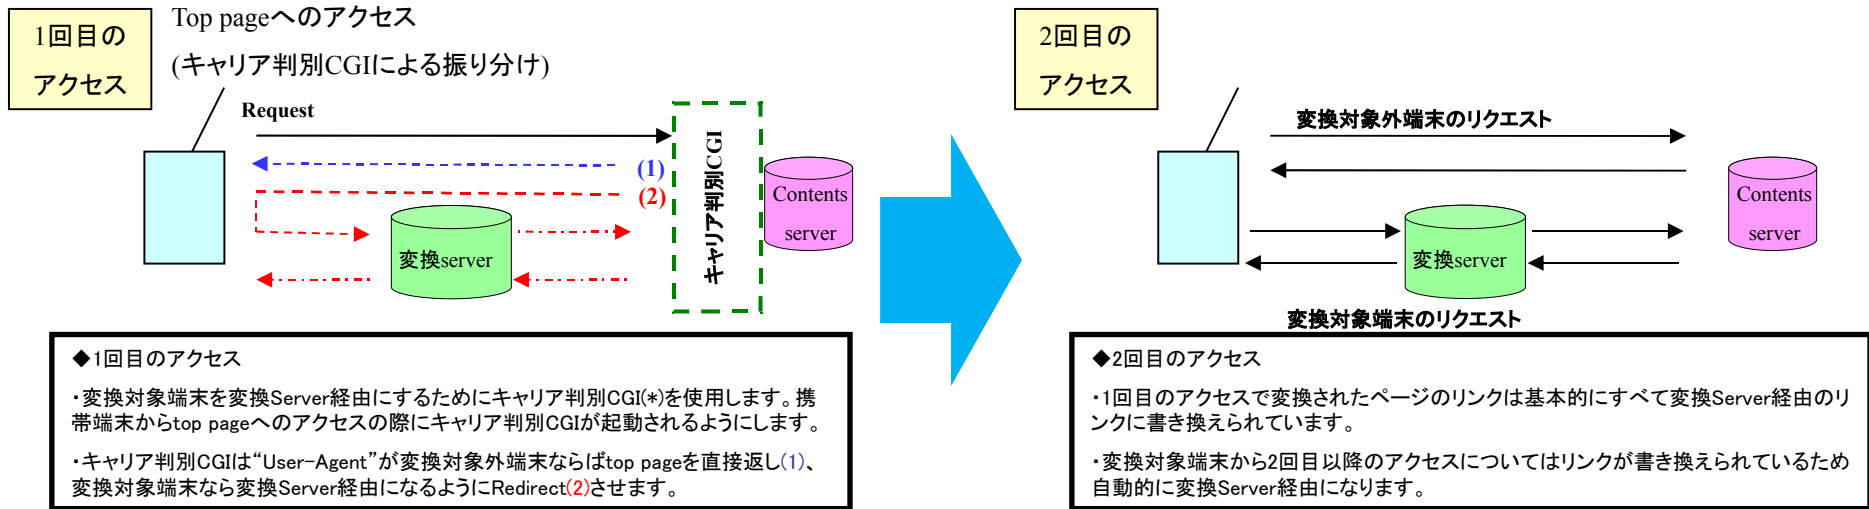 1回目の
アクセス
Top pageへのアクセス
(キャリア判別CGIによる振り分け)
Request
(1)
(2)
キャリア判別CGI
Contents
server
変換server
◆1回目のアクセス
・変換対象端末を変換Server経由にするためにキャリア判別CGI(*)を使用します。携
帯端末からtop pageへのアクセスの際にキャリア判別CGIが起動されるようにします。
・キャリア判別CGIは“User-Agent”が変換対象外端末ならばtop pageを直接返し(1)、
変換対象端末なら変換Server経由になるようにRedirect(2)させます。
2回目の
アクセス
変換対象外端末のリクエスト
Contents
server
変換server
変換対象端末のリクエスト
◆2回目のアクセス
・1回目のアクセスで変換されたページのリンクは基本的にすべて変換Server経由のリ
ンクに書き換えられています。
・変換対象端末から2回目以降のアクセスについてはリンクが書き換えられているため
自動的に変換Server経由になります。